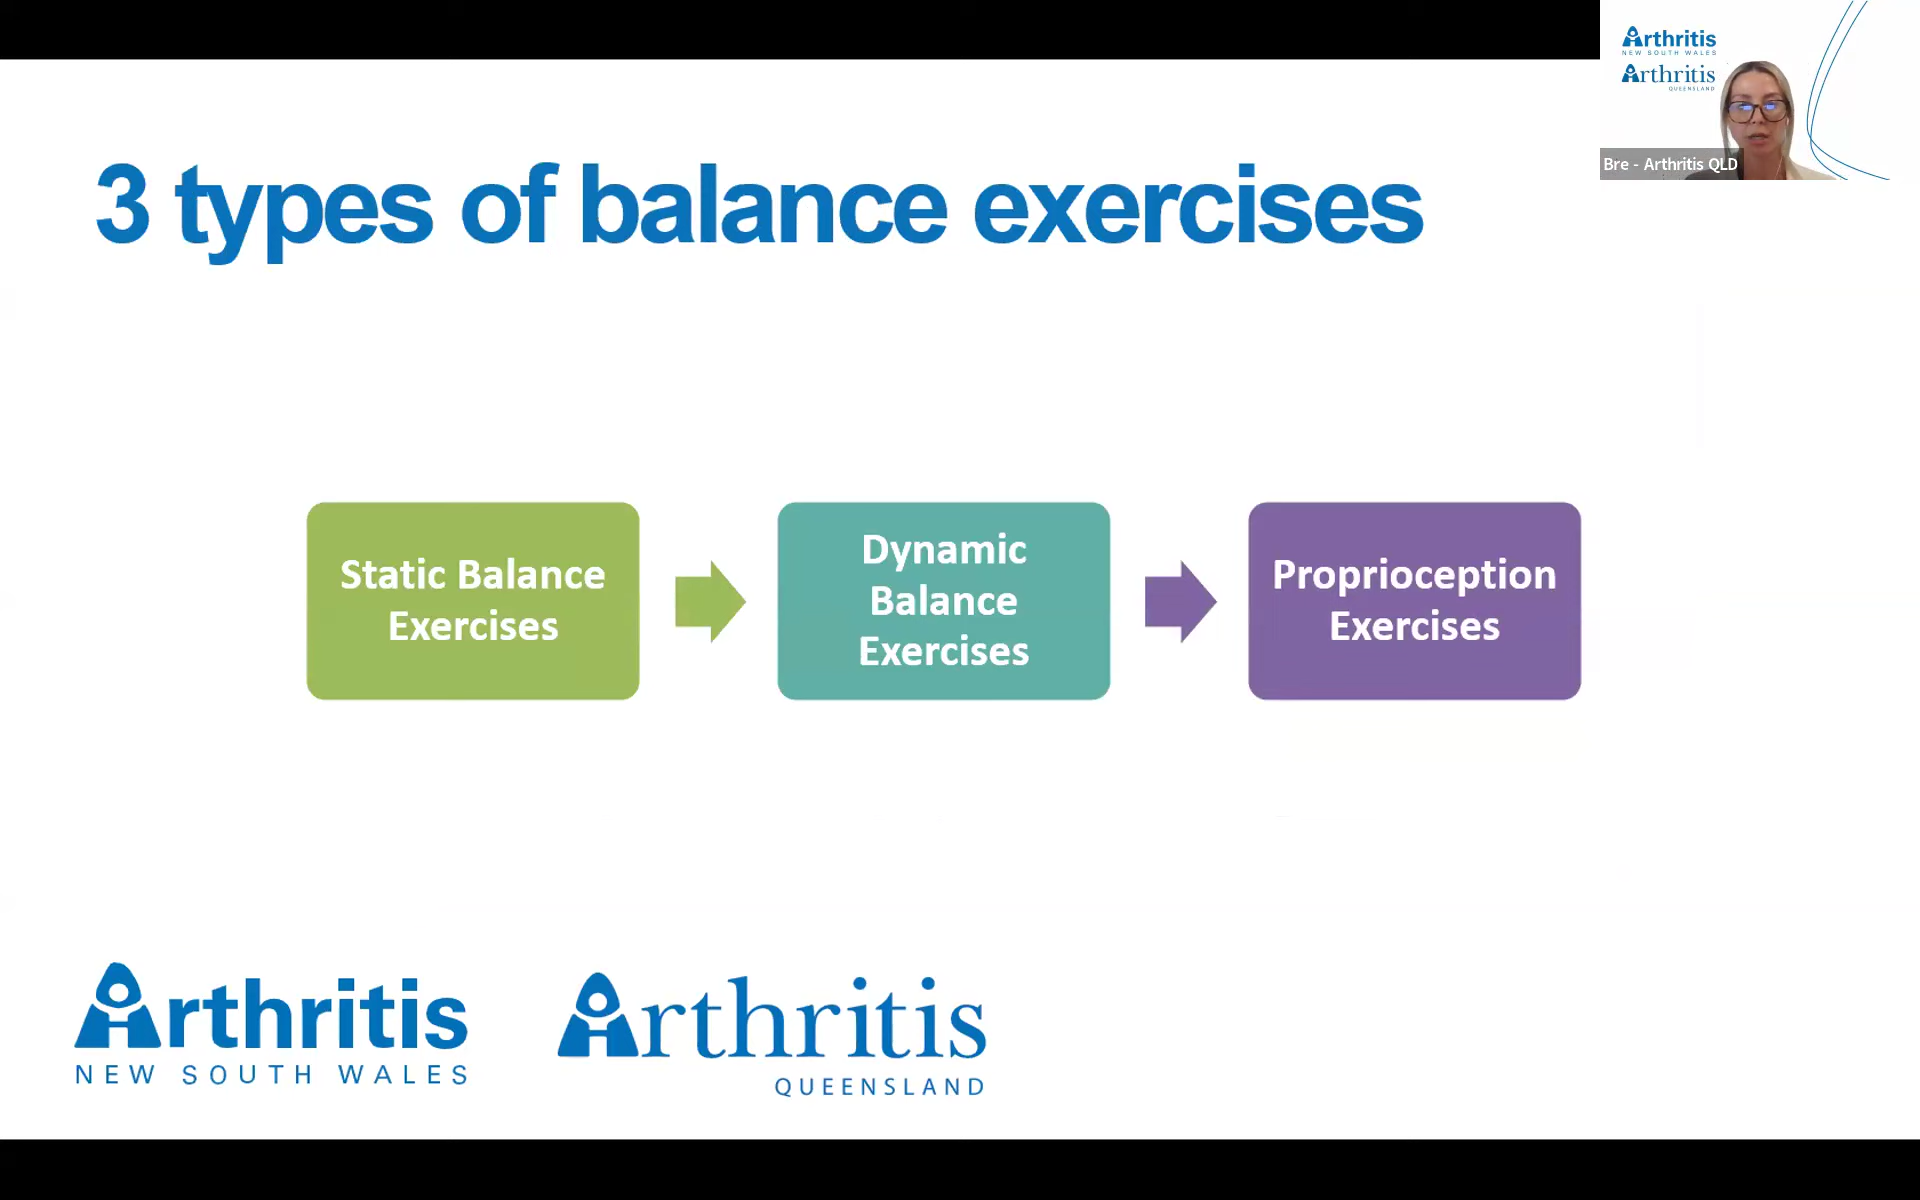 Arthritis
NEW SOUTH WALES
Arthritis
QUEENSLAND
Bre - Arthritis QLD
3 types of balance exercises
Static Balance
Exercises
Dynamic
Balance
Exercises
Proprioception
Exercises
Arthritis
NEW SOUTH WALES
Arthritis
QUEENSLAND